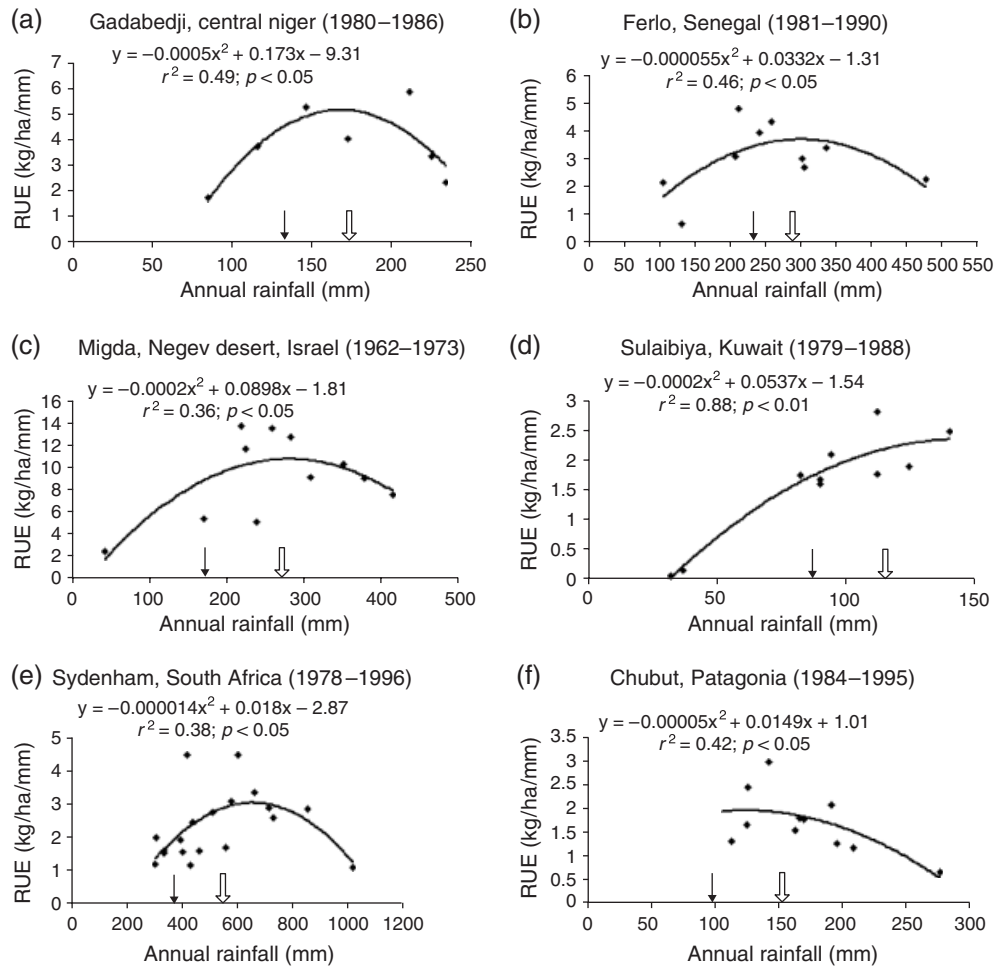 (a) Gadabedji, central niger (1980–1986)
y = −0.0005x² + 0.173x − 9.31
r² = 0.49; p < 0.05
RUE (kg/ha/mm)
7
6
5
4
3
2
1
0
0 50 100 150 200 250
Annual rainfall (mm)
(b) Ferlo, Senegal (1981–1990)
y = −0.000055x² + 0.0332x − 1.31
r² = 0.46; p < 0.05
RUE (kg/ha/mm)
6
5
4
3
2
1
0
0 50 100 150 200 250 300 350 400 450 500 550
Annual rainfall (mm)
(c) Migda, Negev desert, Israel (1962–1973)
y = −0.0002x² + 0.0898x − 1.81
r² = 0.36; p < 0.05
RUE (kg/ha/mm)
16
14
12
10
8
6
4
2
0
0 100 200 300 400 500
Annual rainfall (mm)
(d) Sulaibiya, Kuwait (1979–1988)
y = −0.0002x² + 0.0537x − 1.54
r² = 0.88; p < 0.01
RUE (kg/ha/mm)
3
2.5
2
1.5
1
0.5
0
0 50 100 150
Annual rainfall (mm)
(e) Sydenham, South Africa (1978–1996)
y = −0.000014x² + 0.018x − 2.87
r² = 0.38; p < 0.05
RUE (kg/ha/mm)
5
4
3
2
1
0
0 200 400 600 800 1000 1200
Annual rainfall (mm)
(f) Chubut, Patagonia (1984–1995)
y = −0.00005x² + 0.0149x + 1.01
r² = 0.42; p < 0.05
RUE (kg/ha/mm)
3.5
3
2.5
2
1.5
1
0.5
0
0 50 100 150 200 250 300
Annual rainfall (mm)